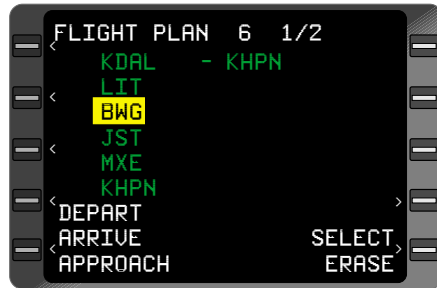 FLIGHT PLAN 6 1/2
KDAL - KHPN
LIT
BWG
JST
MXE
KHPN
DEPART
ARRIVE SELECT
APPROACH ERASE